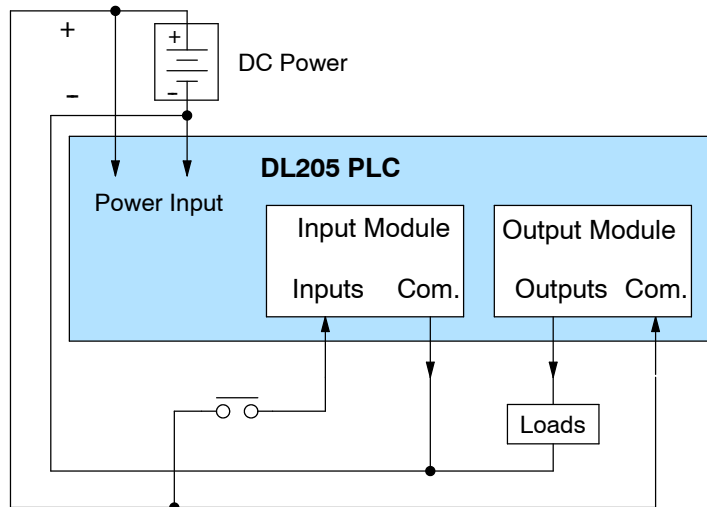 +
+
DC Power
−
−
DL205 PLC
Power Input
Input Module
Output Module
Inputs Com.
Outputs Com.
Loads